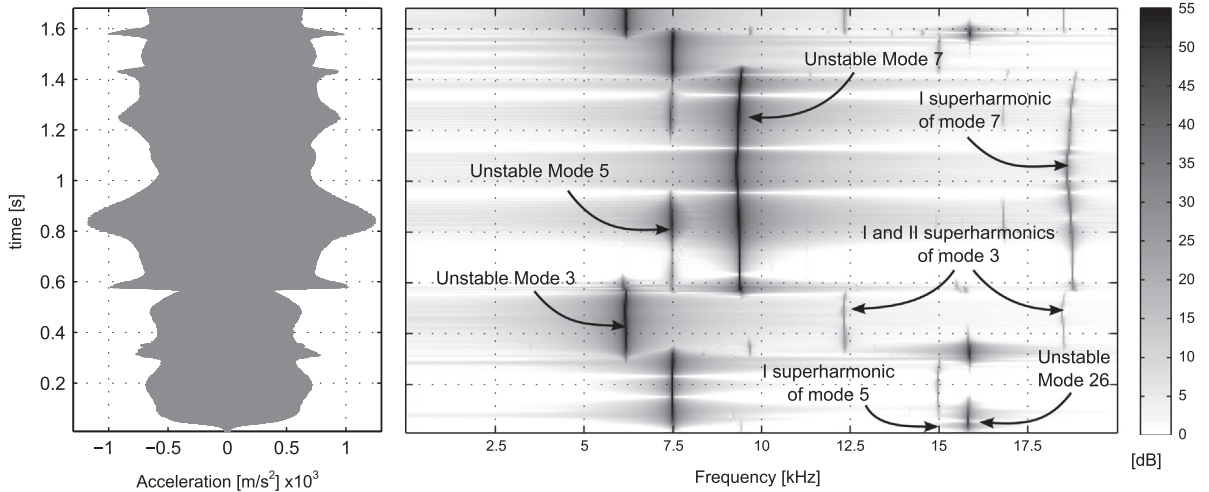 1.6
1.4
1.2
1
0.8
0.6
0.4
0.2
time [s]
−1
−0.5
0
0.5
1
Acceleration [m/s²] x10³
Unstable Mode 7
I superharmonic
of mode 7
Unstable Mode 5
I and II superharmonics
of mode 3
Unstable Mode 3
Unstable
Mode 26
I superharmonic
of mode 5
2.5
5
7.5
10
12.5
15
17.5
Frequency [kHz]
55
50
45
40
35
30
25
20
15
10
5
0
[dB]